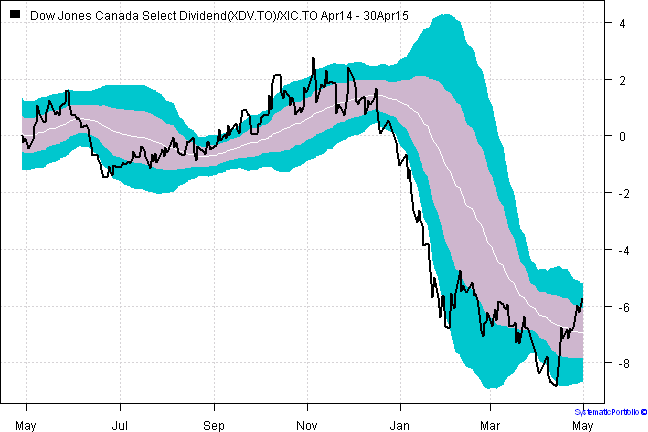 Dow Jones Canada Select Dividend(XDV.TO)/XIC.TO Apr14 - 30Apr15
4
2
0
-2
-4
-6
-8
SystematicPortfolio ©
May Jul Sep Nov Jan Mar May